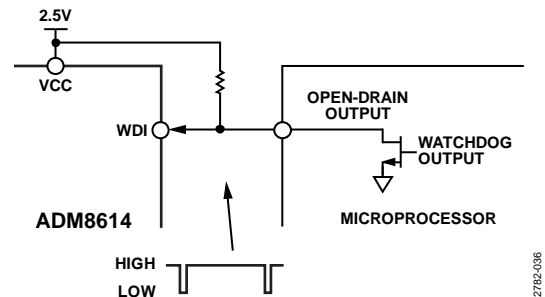 2.5V
VCC
OPEN-DRAIN
OUTPUT
WDI
WATCHDOG
OUTPUT
ADM8614
MICROPROCESSOR
HIGH
LOW
2782-036